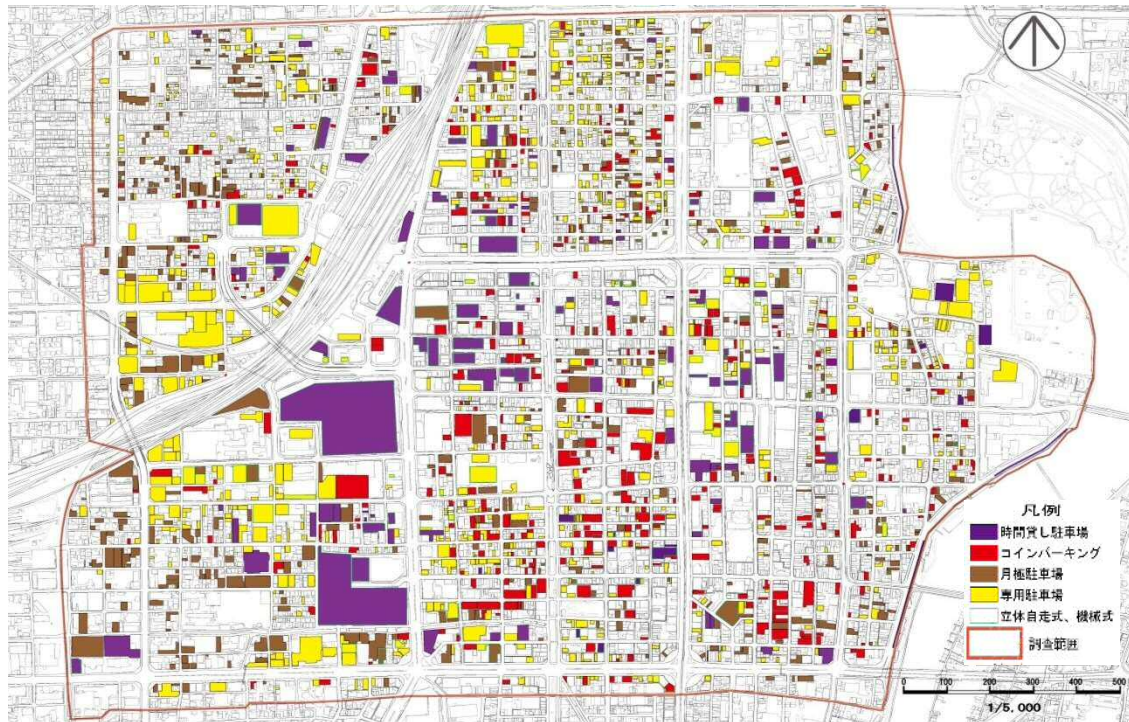 凡例
時間貸し駐車場
コインパーキング
月極駐車場
専用駐車場
立体自走式、機械式
調査範囲
0 100 200 300 400 500
1/5,000